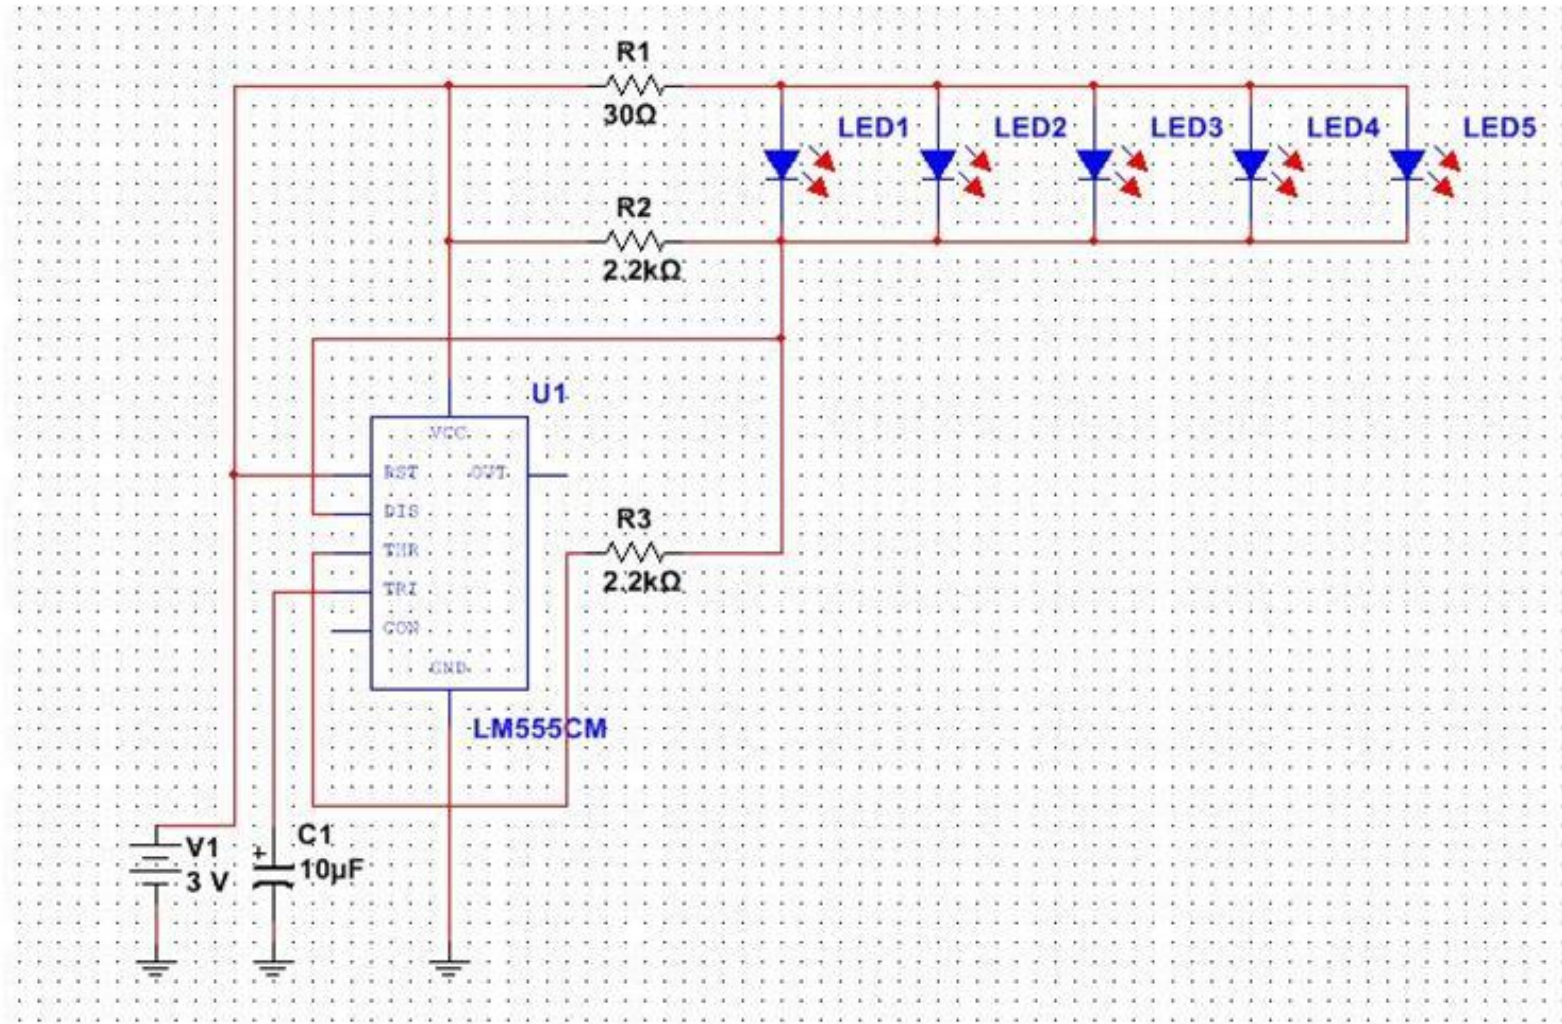 R1
30Ω
LED1
LED2
LED3
LED4
LED5
R2
2.2kΩ
U1
VCC
RST
OUT
DIS
THR
TRI
CON
GND
R3
2.2kΩ
LM555CM
V1
3 V
C1
+
10µF